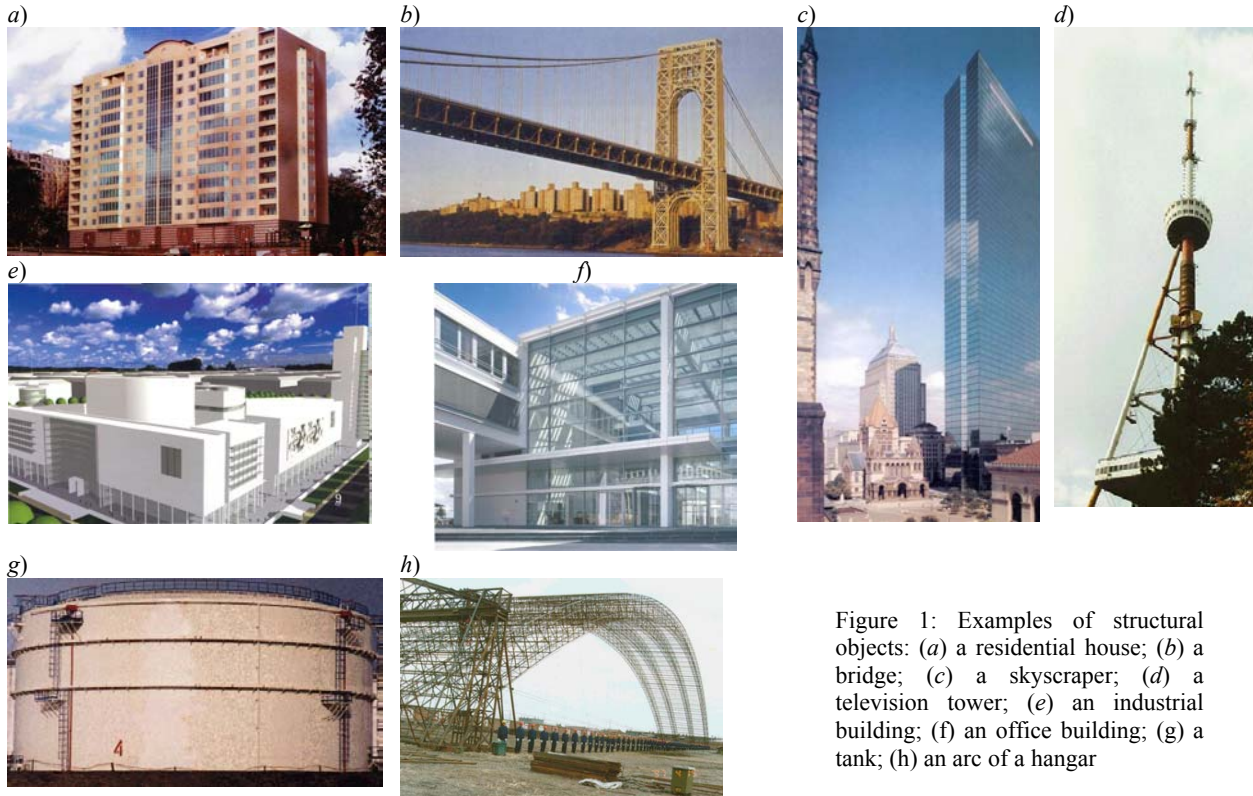 a)
b)
c)
d)
e)
f)
9
g)
4
h)
Figure 1: Examples of structural
objects: (a) a residential house; (b) a
bridge; (c) a skyscraper; (d) a
television tower; (e) an industrial
building; (f) an office building; (g) a
tank; (h) an arc of a hangar